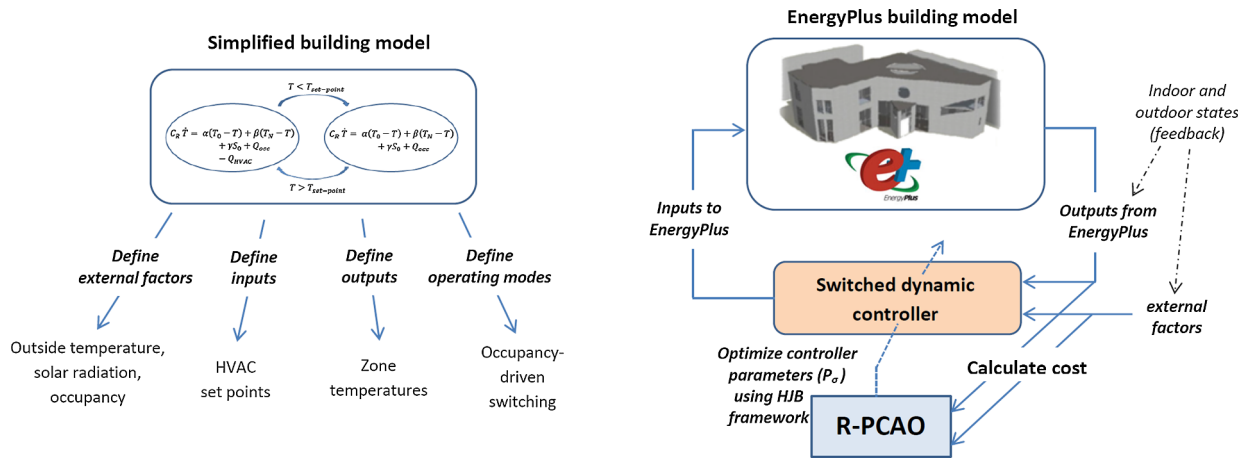 Simplified building model
T < T_set-point
C_R Ṫ = α(T_0 − T) + β(T_N − T)
+ γS_0 + Q_occ
− Q_HVAC
C_R Ṫ = α(T_0 − T) + β(T_N − T)
+ γS_0 + Q_occ
T > T_set-point
Define
external factors
Define
inputs
Define
outputs
Define
operating modes
Outside temperature,
solar radiation,
occupancy
HVAC
set points
Zone
temperatures
Occupancy-
driven
switching
EnergyPlus building model
e+
EnergyPlus
Indoor and
outdoor states
(feedback)
Inputs to
EnergyPlus
Outputs from
EnergyPlus
Switched dynamic
controller
external
factors
Optimize controller
parameters (P_σ)
using HJB
framework
Calculate cost
R-PCAO